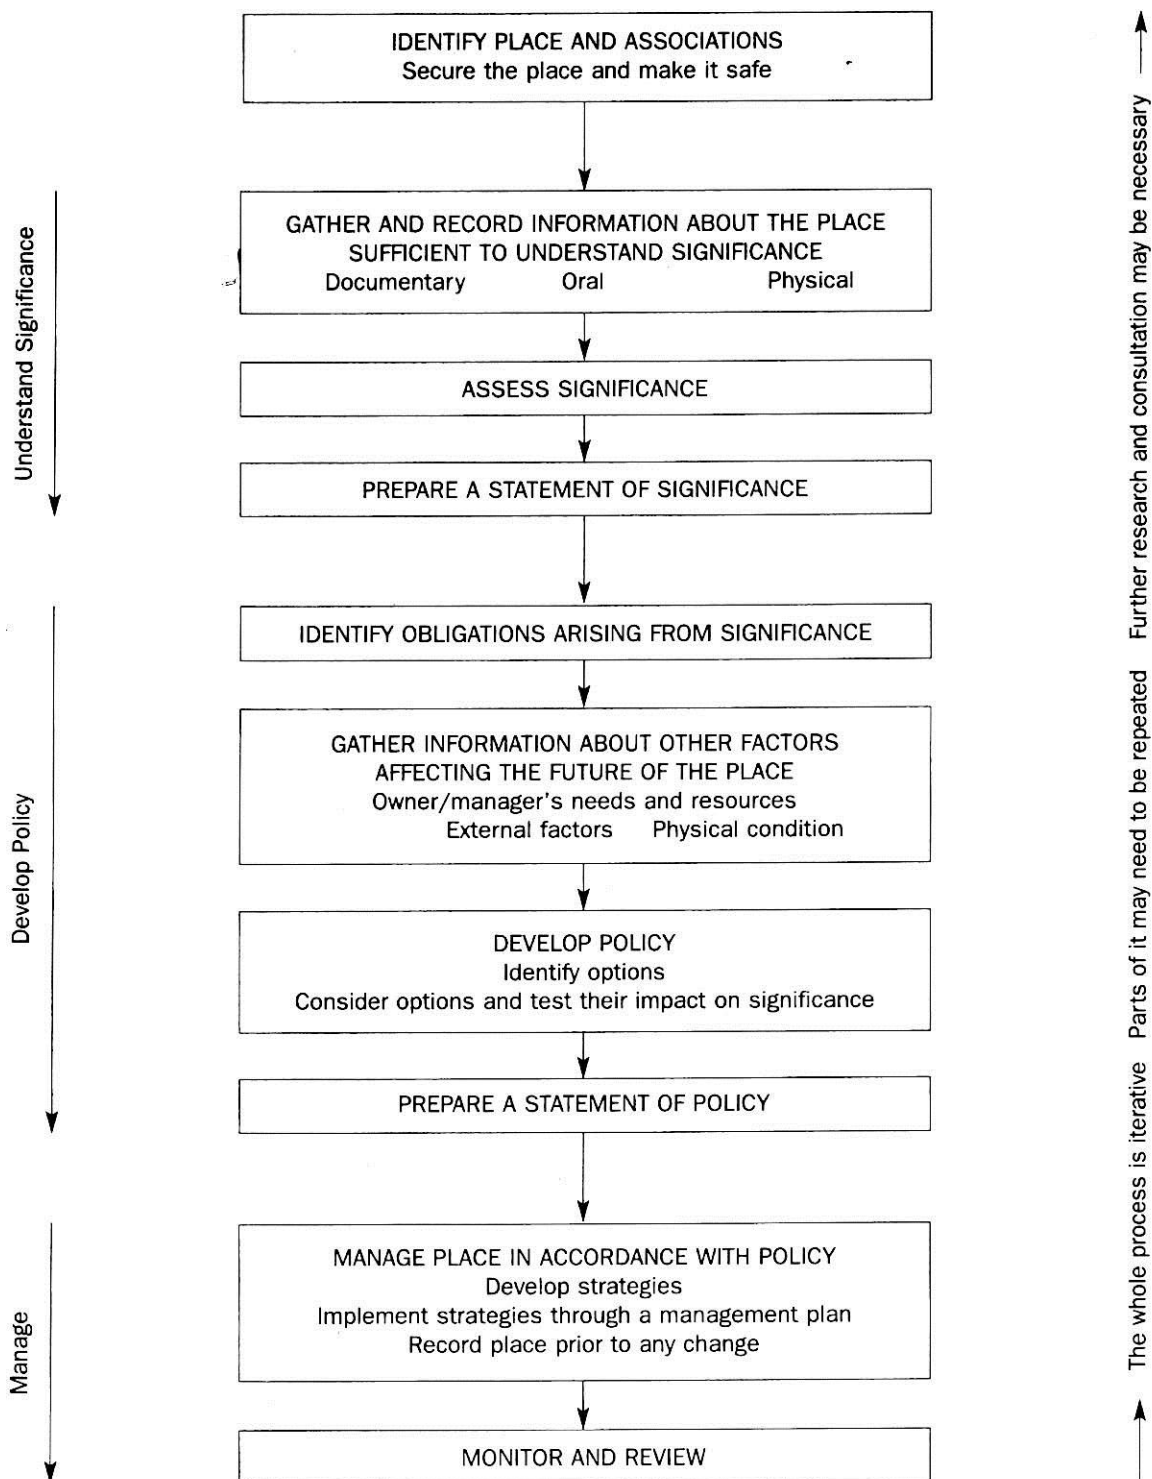 IDENTIFY PLACE AND ASSOCIATIONS
Secure the place and make it safe
GATHER AND RECORD INFORMATION ABOUT THE PLACE
SUFFICIENT TO UNDERSTAND SIGNIFICANCE
Documentary Oral Physical
ASSESS SIGNIFICANCE
PREPARE A STATEMENT OF SIGNIFICANCE
Understand Significance
IDENTIFY OBLIGATIONS ARISING FROM SIGNIFICANCE
GATHER INFORMATION ABOUT OTHER FACTORS
AFFECTING THE FUTURE OF THE PLACE
Owner/manager's needs and resources
External factors Physical condition
DEVELOP POLICY
Identify options
Consider options and test their impact on significance
PREPARE A STATEMENT OF POLICY
Develop Policy
MANAGE PLACE IN ACCORDANCE WITH POLICY
Develop strategies
Implement strategies through a management plan
Record place prior to any change
MONITOR AND REVIEW
Manage
The whole process is iterative Parts of it may need to be repeated Further research and consultation may be necessary